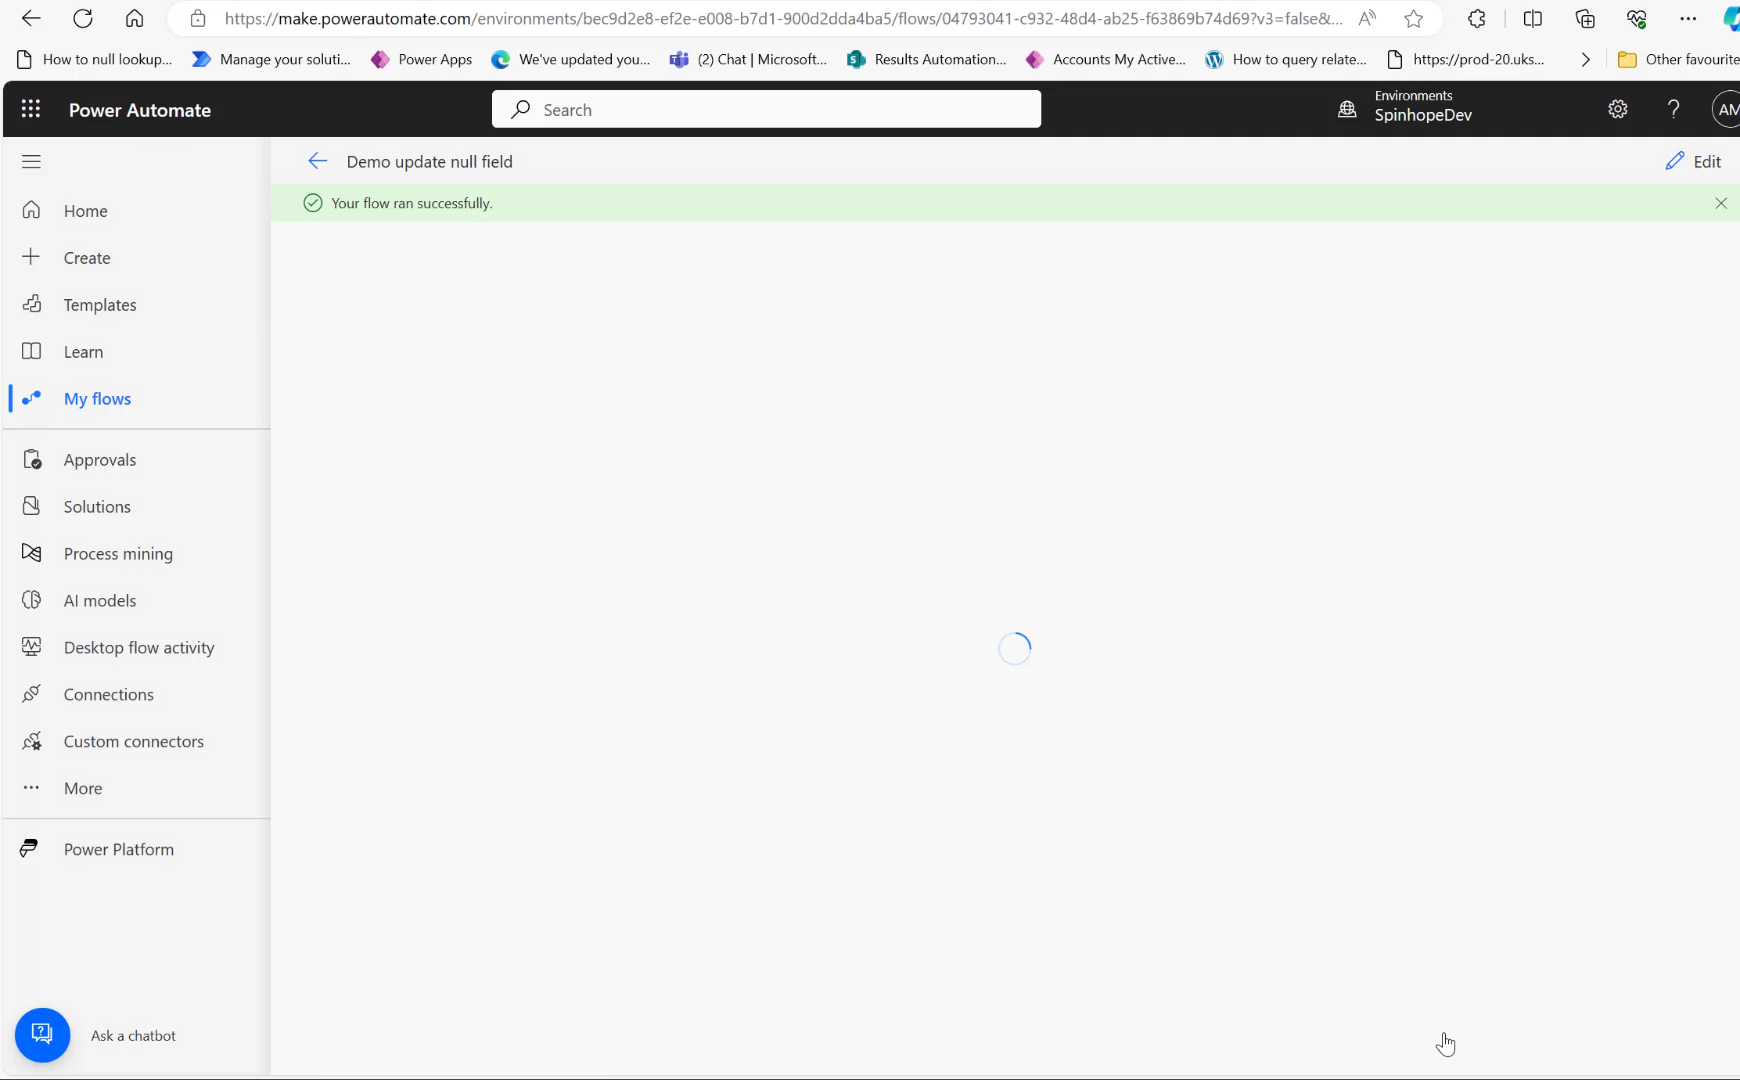 https://make.powerautomate.com/environments/bec9d2e8-ef2e-e008-b7d1-900d2dda4ba5/flows/04793041-c932-48d4-ab25-f63869b74d69?v3=false&...
How to null lookup...
Manage your soluti...
Power Apps
We've updated you...
(2) Chat | Microsoft...
Results Automation...
Accounts My Active...
How to query relate...
https://prod-20.uks...
Other favourite
Power Automate
Search
Environments
SpinhopeDev
AM
Demo update null field
Edit
Your flow ran successfully.
Home
Create
Templates
Learn
My flows
Approvals
Solutions
Process mining
AI models
Desktop flow activity
Connections
Custom connectors
More
Power Platform
Ask a chatbot